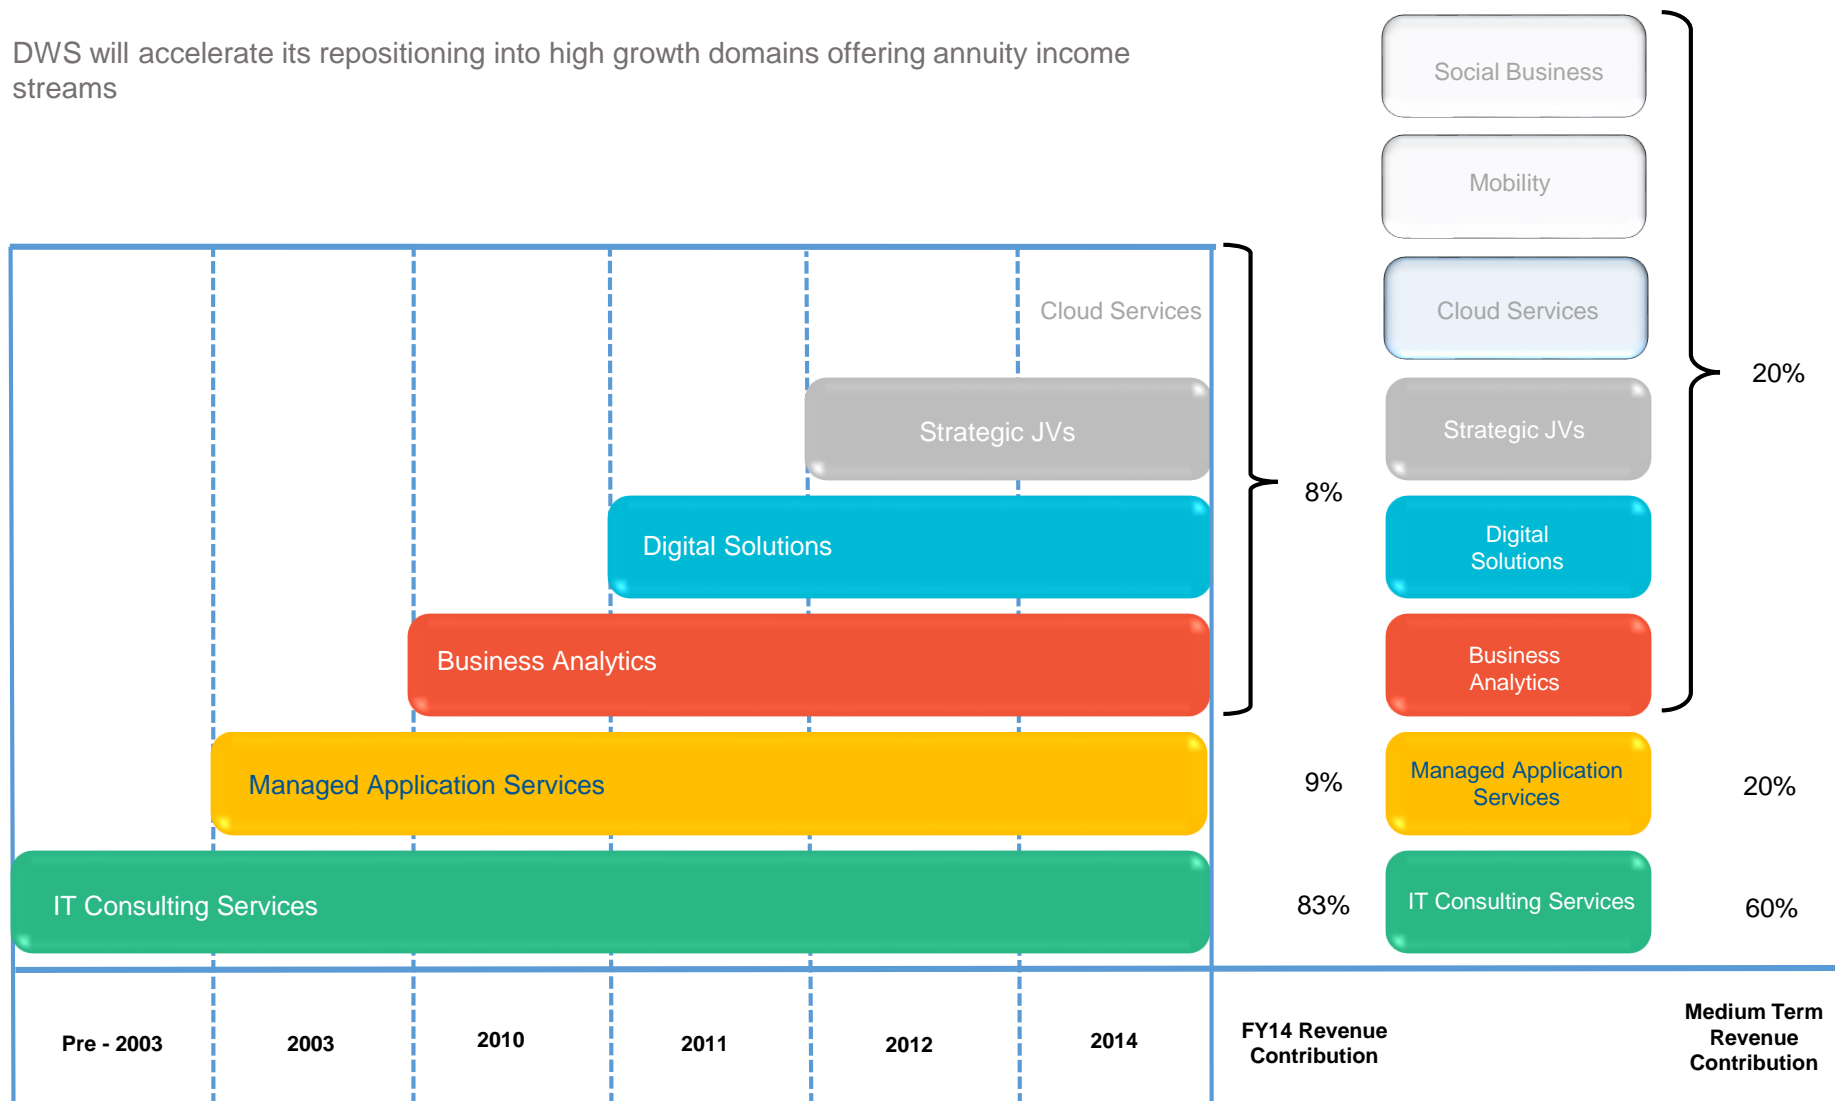 DWS will accelerate its repositioning into high growth domains offering annuity income
streams
Social Business
Mobility
Cloud Services
Cloud Services
20%
Strategic JVs
Strategic JVs
8%
Digital Solutions
Digital
Solutions
Business Analytics
Business
Analytics
Managed Application Services
9%
Managed Application
Services
20%
IT Consulting Services
83%
IT Consulting Services
60%
Pre - 2003
2003
2010
2011
2012
2014
FY14 Revenue
Contribution
Medium Term
Revenue
Contribution